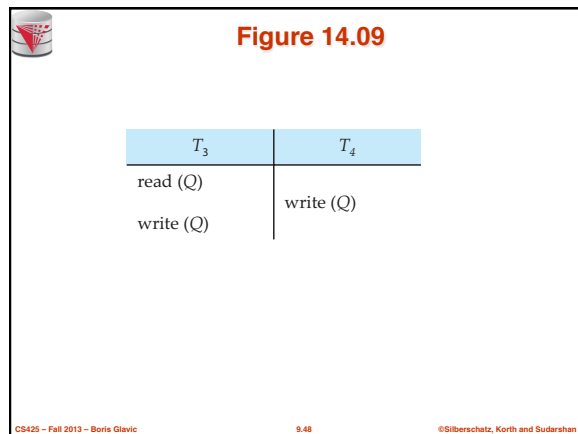 Figure 14.09
T3 T4
read (Q)
write (Q)
write (Q)
CS425 – Fall 2013 – Boris Glavic 9.48 ©Silberschatz, Korth and Sudarshan